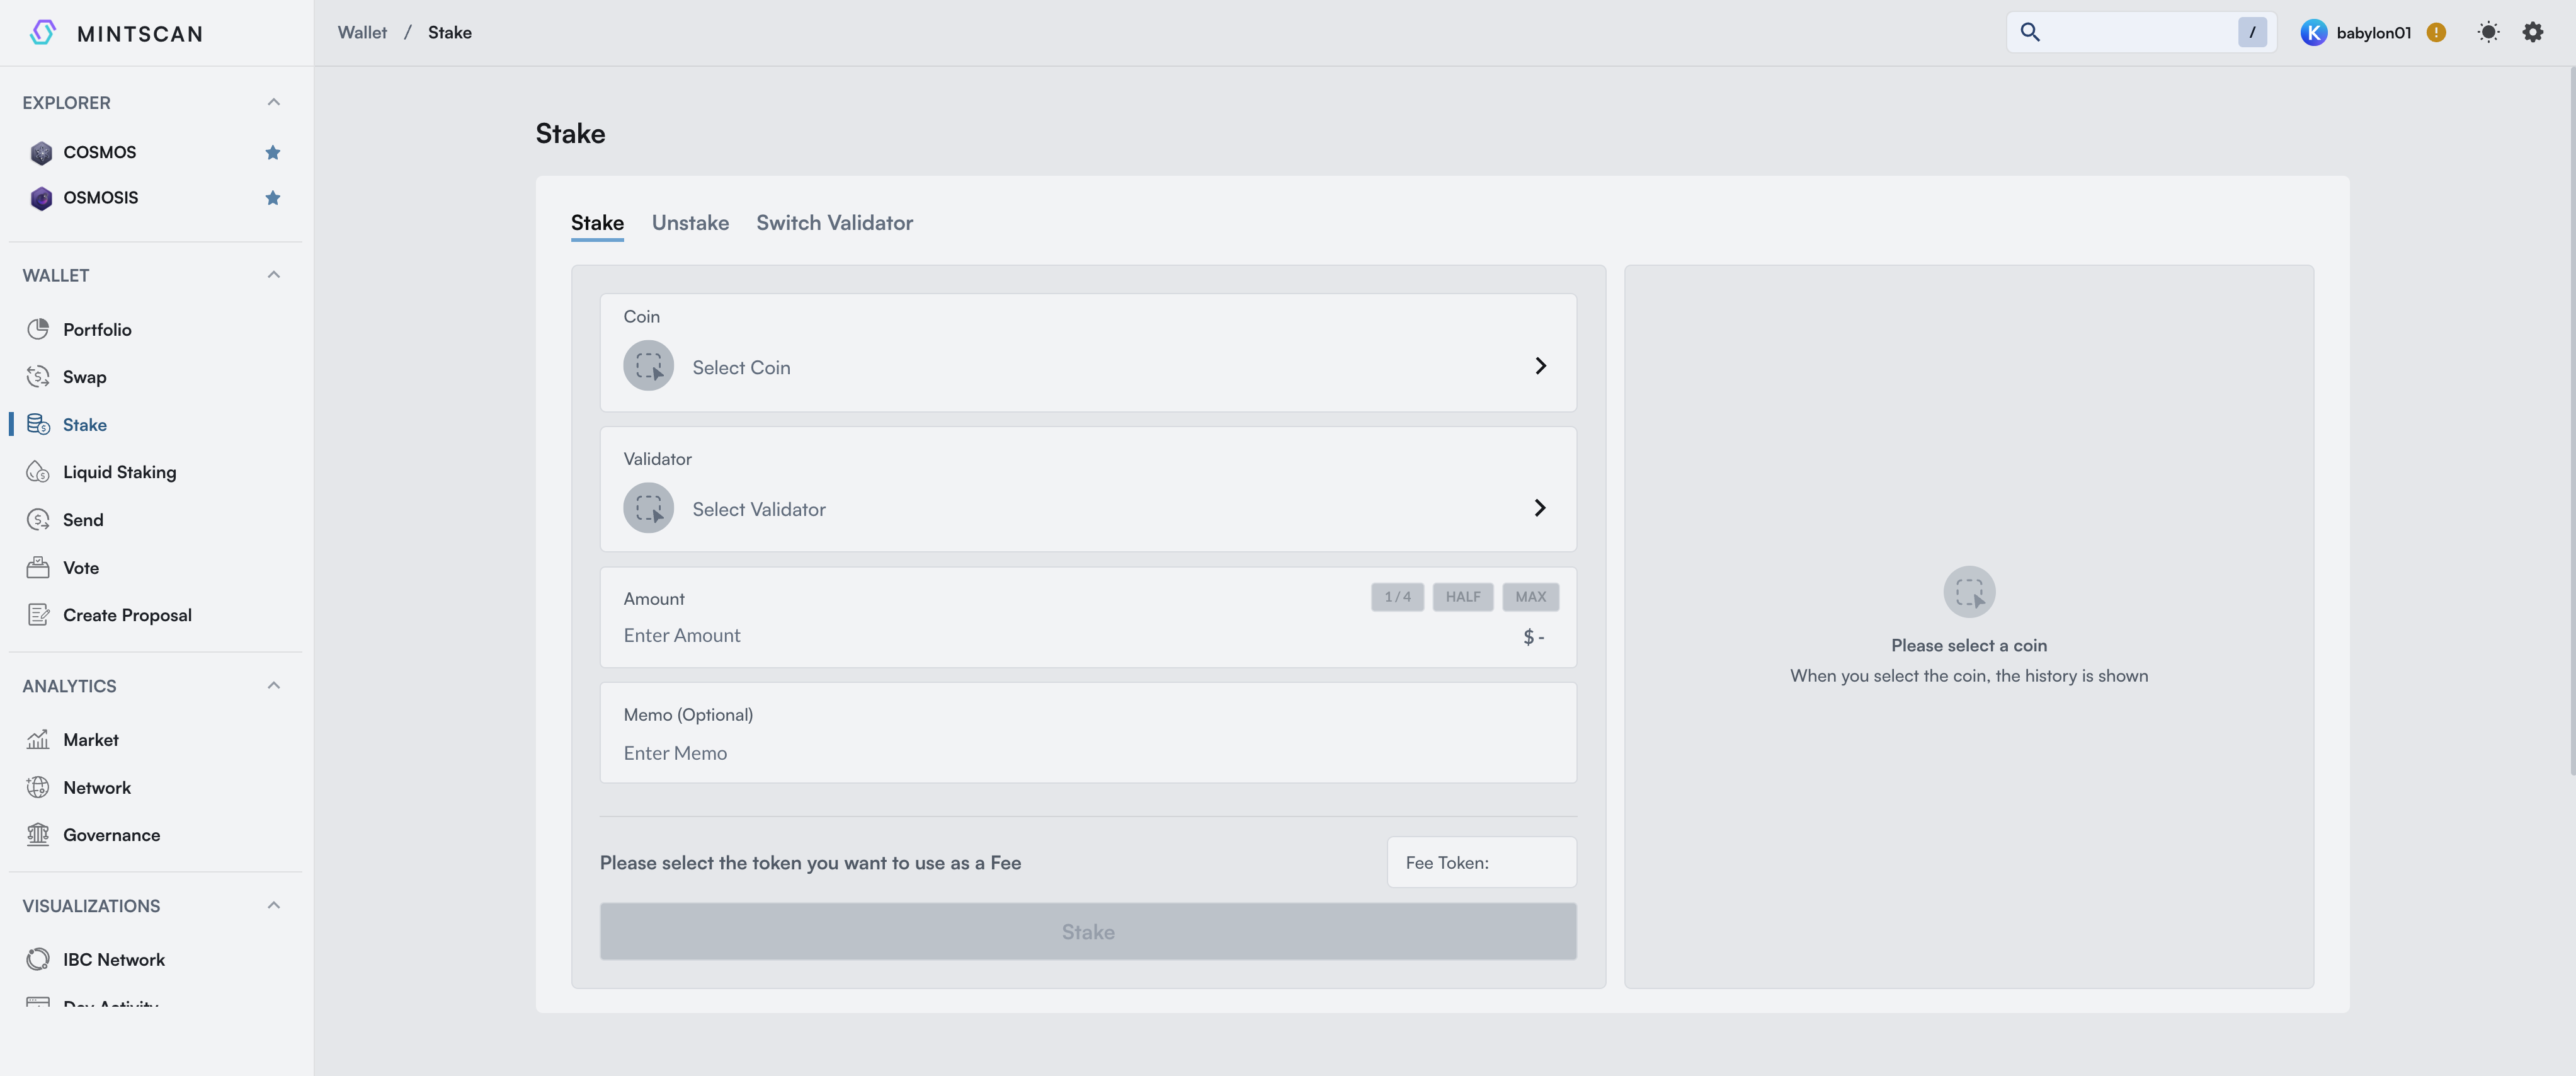 MINTSCAN
Wallet / Stake
/
K babylon01 !
EXPLORER
COSMOS
OSMOSIS
WALLET
Portfolio
Swap
Stake
Liquid Staking
Send
Vote
Create Proposal
ANALYTICS
Market
Network
Governance
VISUALIZATIONS
IBC Network
Dev Activity
Stake
Stake Unstake Switch Validator
Coin
Select Coin
Validator
Select Validator
Amount 1/4 HALF MAX
Enter Amount $ -
Memo (Optional)
Enter Memo
Please select the token you want to use as a Fee Fee Token:
Stake
Please select a coin
When you select the coin, the history is shown